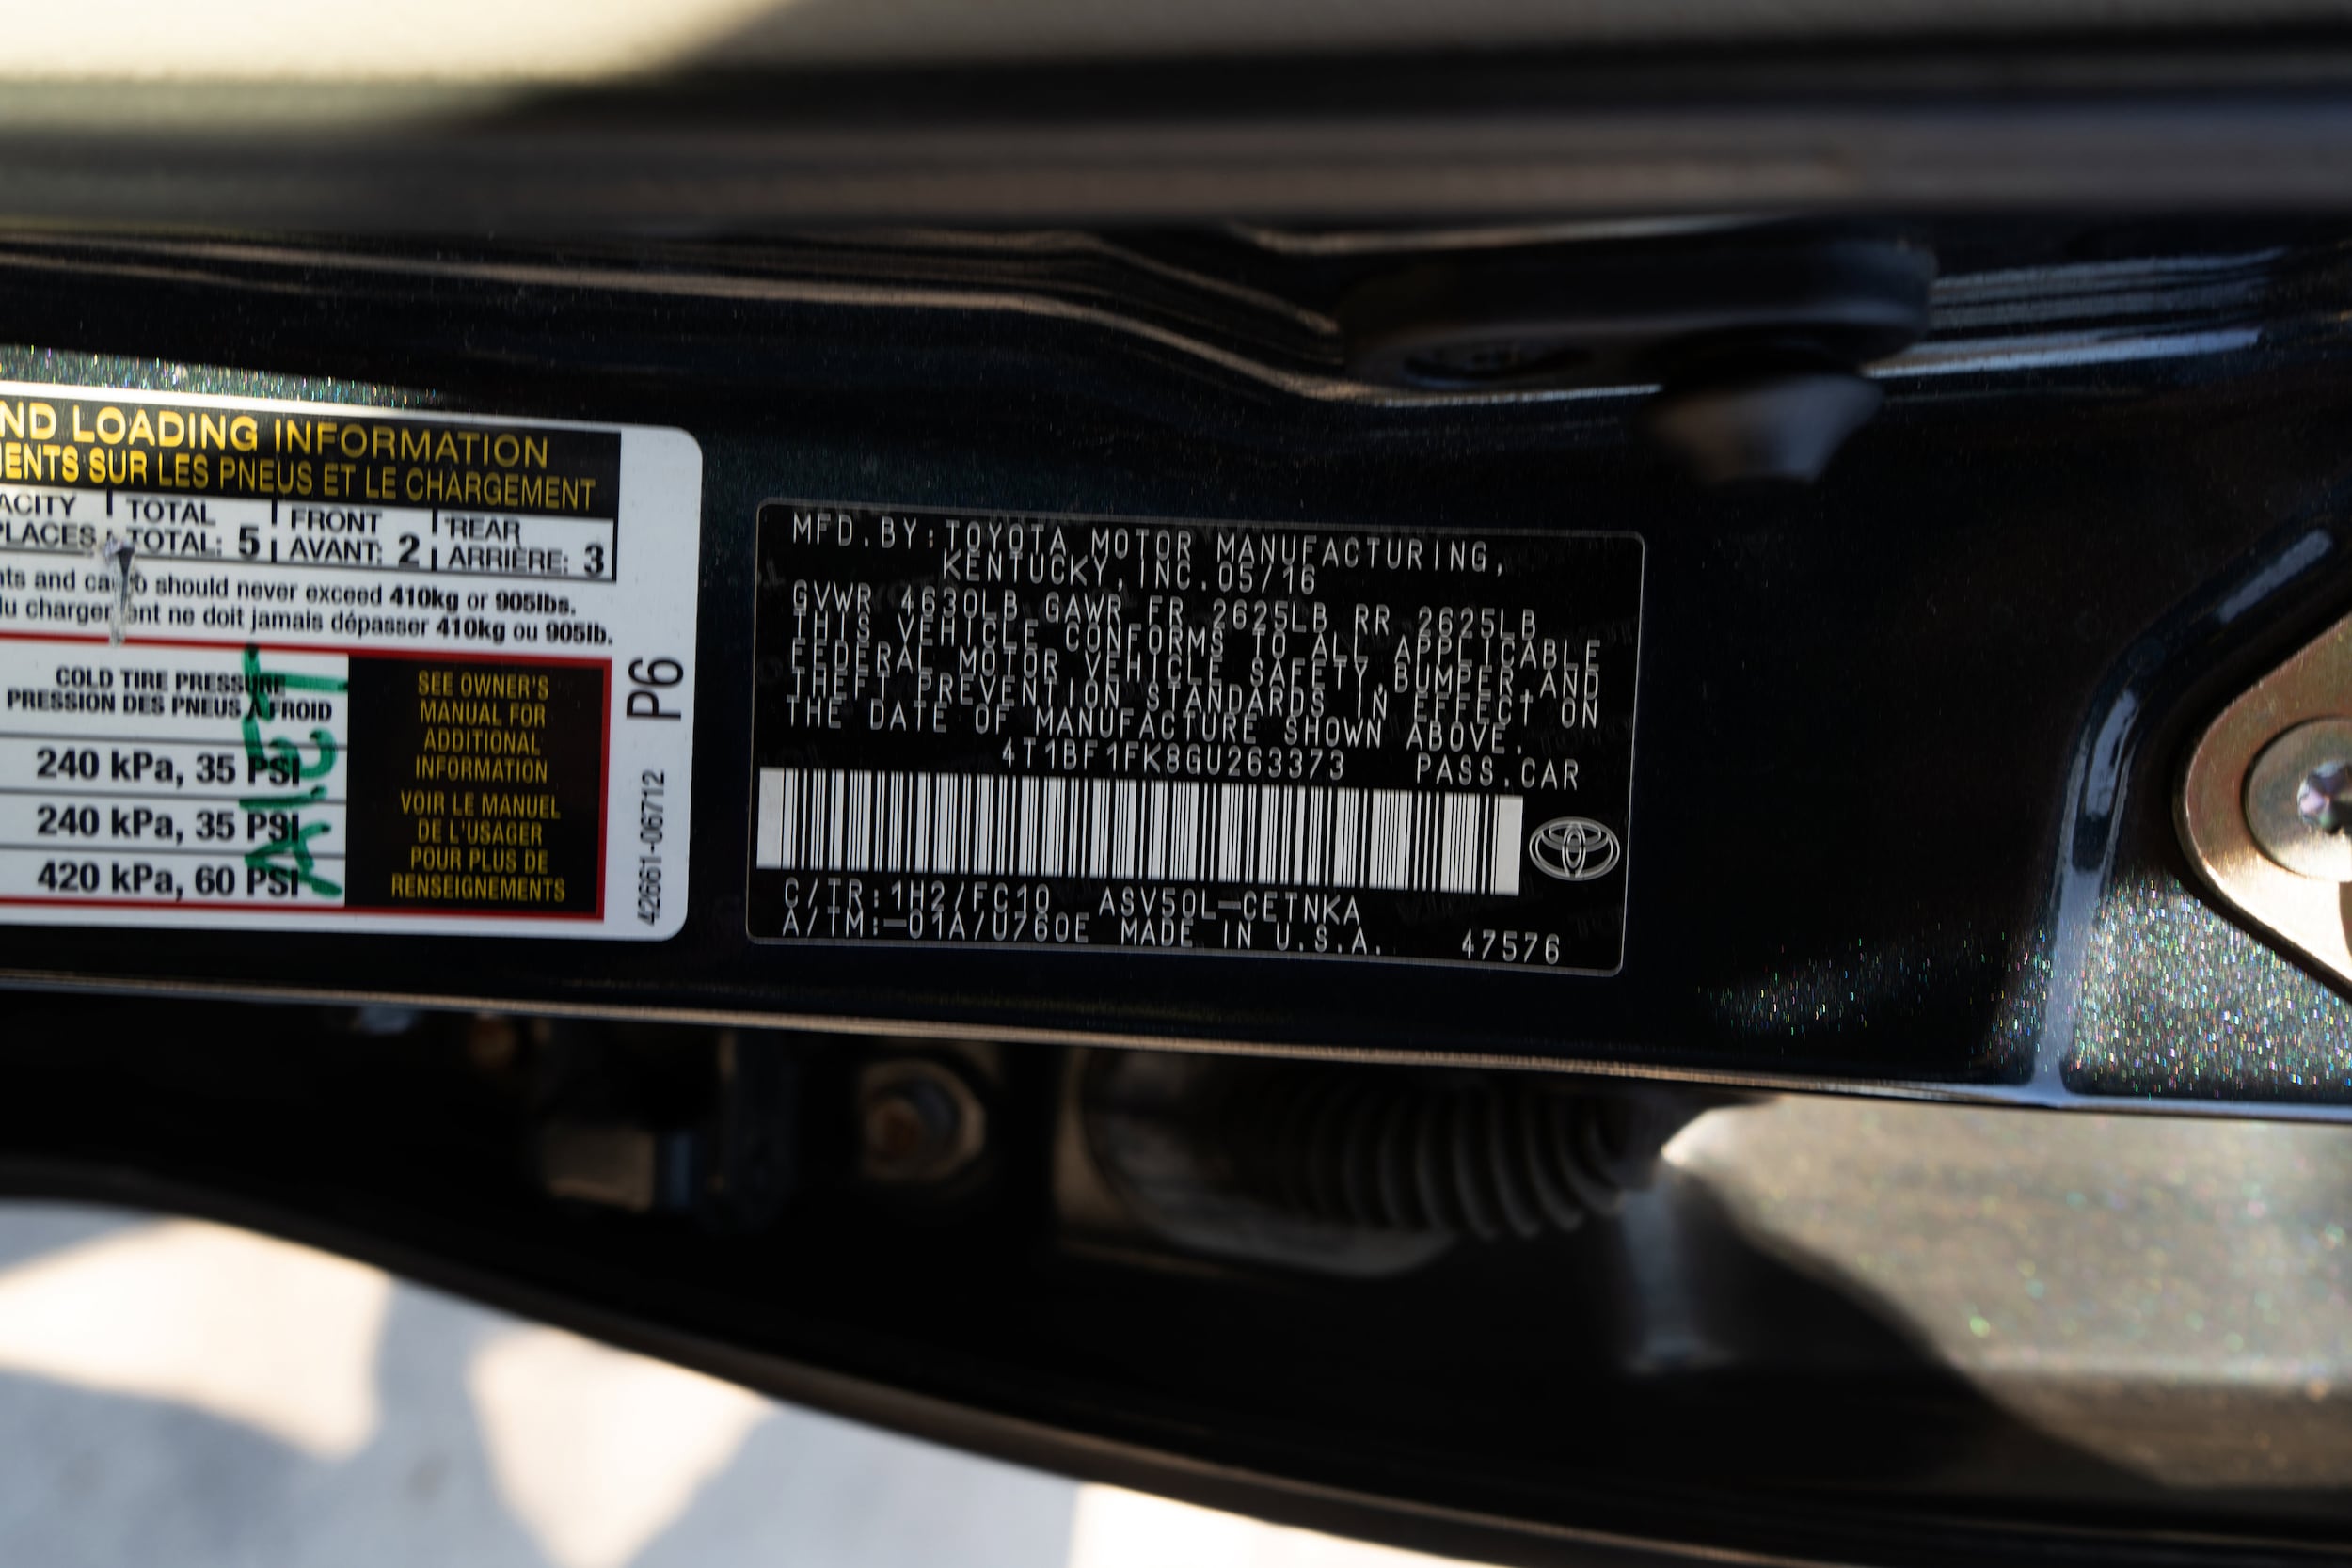 ND LOADING INFORMATION
ENTS SUR LES PNEUS ET LE CHARGEMENT
ACITY TOTAL FRONT REAR
PLACES TOTAL: 5 AVANT: 2 ARRIÈRE: 3
nts and cargo should never exceed 410kg or 905lbs.
du chargement ne doit jamais dépasser 410kg ou 905lb.
COLD TIRE PRESSURE
PRESSION DES PNEUS À FROID
240 kPa, 35 PSI
240 kPa, 35 PSI
420 kPa, 60 PSI
SEE OWNER'S
MANUAL FOR
ADDITIONAL
INFORMATION
VOIR LE MANUEL
DE L'USAGER
POUR PLUS DE
RENSEIGNEMENTS
P6
42661-06712
MFD.BY:TOYOTA MOTOR MANUFACTURING,
KENTUCKY,INC.05/16
GVWR 4630LB GAWR FR 2625LB RR 2625LB
THIS VEHICLE CONFORMS TO ALL APPLICABLE
FEDERAL MOTOR VEHICLE SAFETY,BUMPER AND
THEFT PREVENTION STANDARDS IN EFFECT ON
THE DATE OF MANUFACTURE SHOWN ABOVE.
4T1BF1FK8GU263373 PASS.CAR
C/TR:1H2/FC10 ASV50L-CETNKA
A/TM:-01A/U760E MADE IN U.S.A. 47576